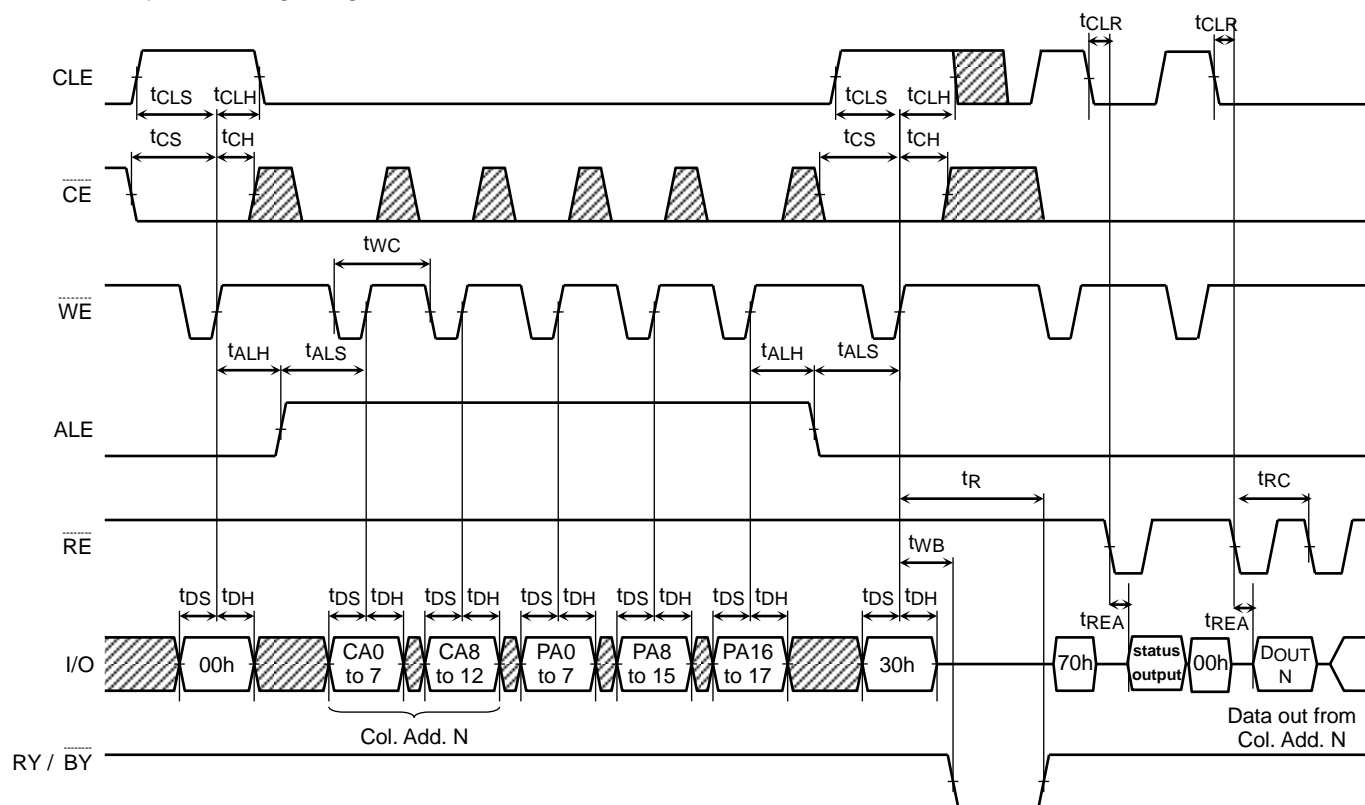 tCLR tCLR
CLE
tCLS tCLH tCLS tCLH
tCS tCH tCS tCH
CE
tWC
WE
tALH tALS tALH tALS
ALE
tR tRC
RE
tWB
tDS tDH tDS tDH tDS tDH tDS tDH tDS tDH tDS tDH tDS tDH
tREA tREA
I/O
00h
CA0 to 7
CA8 to 12
PA0 to 7
PA8 to 15
PA16 to 17
30h
70h
status output
00h
DOUT N
Col. Add. N
Data out from
Col. Add. N
RY / BY